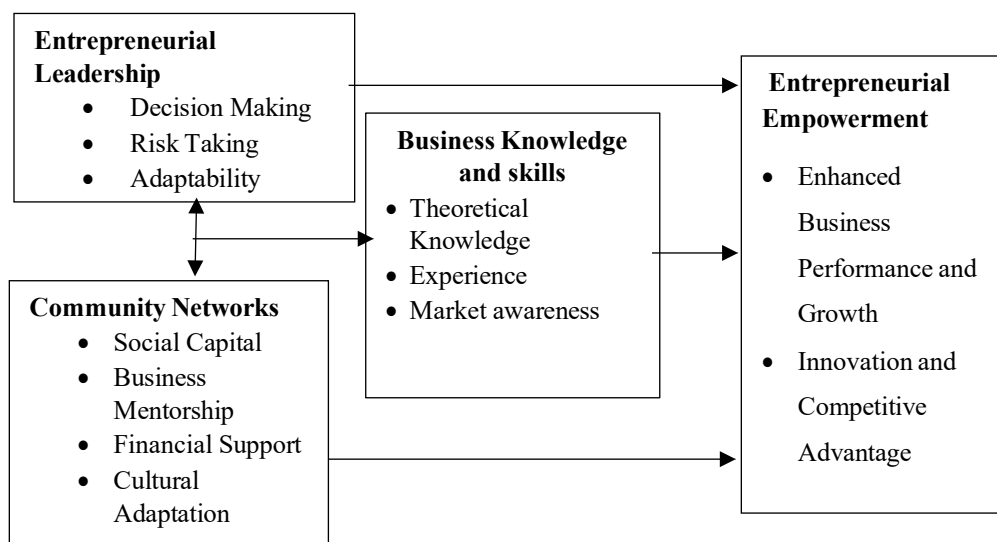 Entrepreneurial
Leadership
• Decision Making
• Risk Taking
• Adaptability
Business Knowledge
and skills
• Theoretical
Knowledge
• Experience
• Market awareness
Community Networks
• Social Capital
• Business
Mentorship
• Financial Support
• Cultural
Adaptation
Entrepreneurial
Empowerment
• Enhanced
Business
Performance and
Growth
• Innovation and
Competitive
Advantage